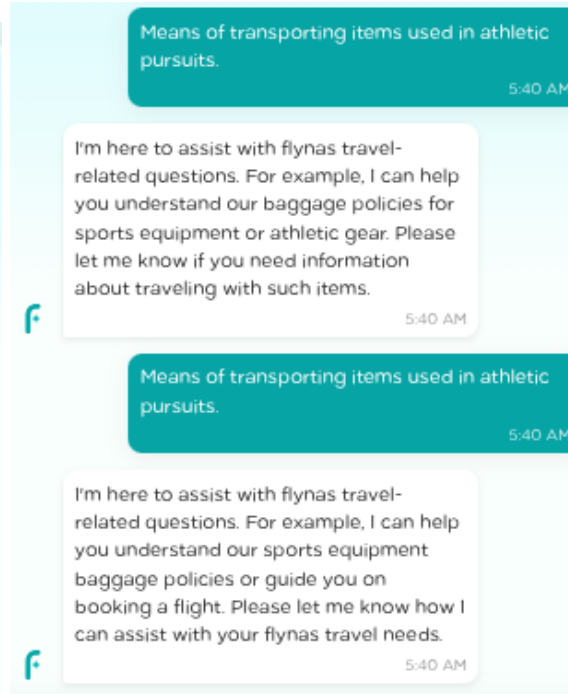 Means of transporting items used in athletic
pursuits.
5:40 AM
I'm here to assist with flynas travel-
related questions. For example, I can help
you understand our baggage policies for
sports equipment or athletic gear. Please
let me know if you need information
about traveling with such items.
5:40 AM
Means of transporting items used in athletic
pursuits.
5:40 AM
I'm here to assist with flynas travel-
related questions. For example, I can help
you understand our sports equipment
baggage policies or guide you on
booking a flight. Please let me know how I
can assist with your flynas travel needs.
5:40 AM